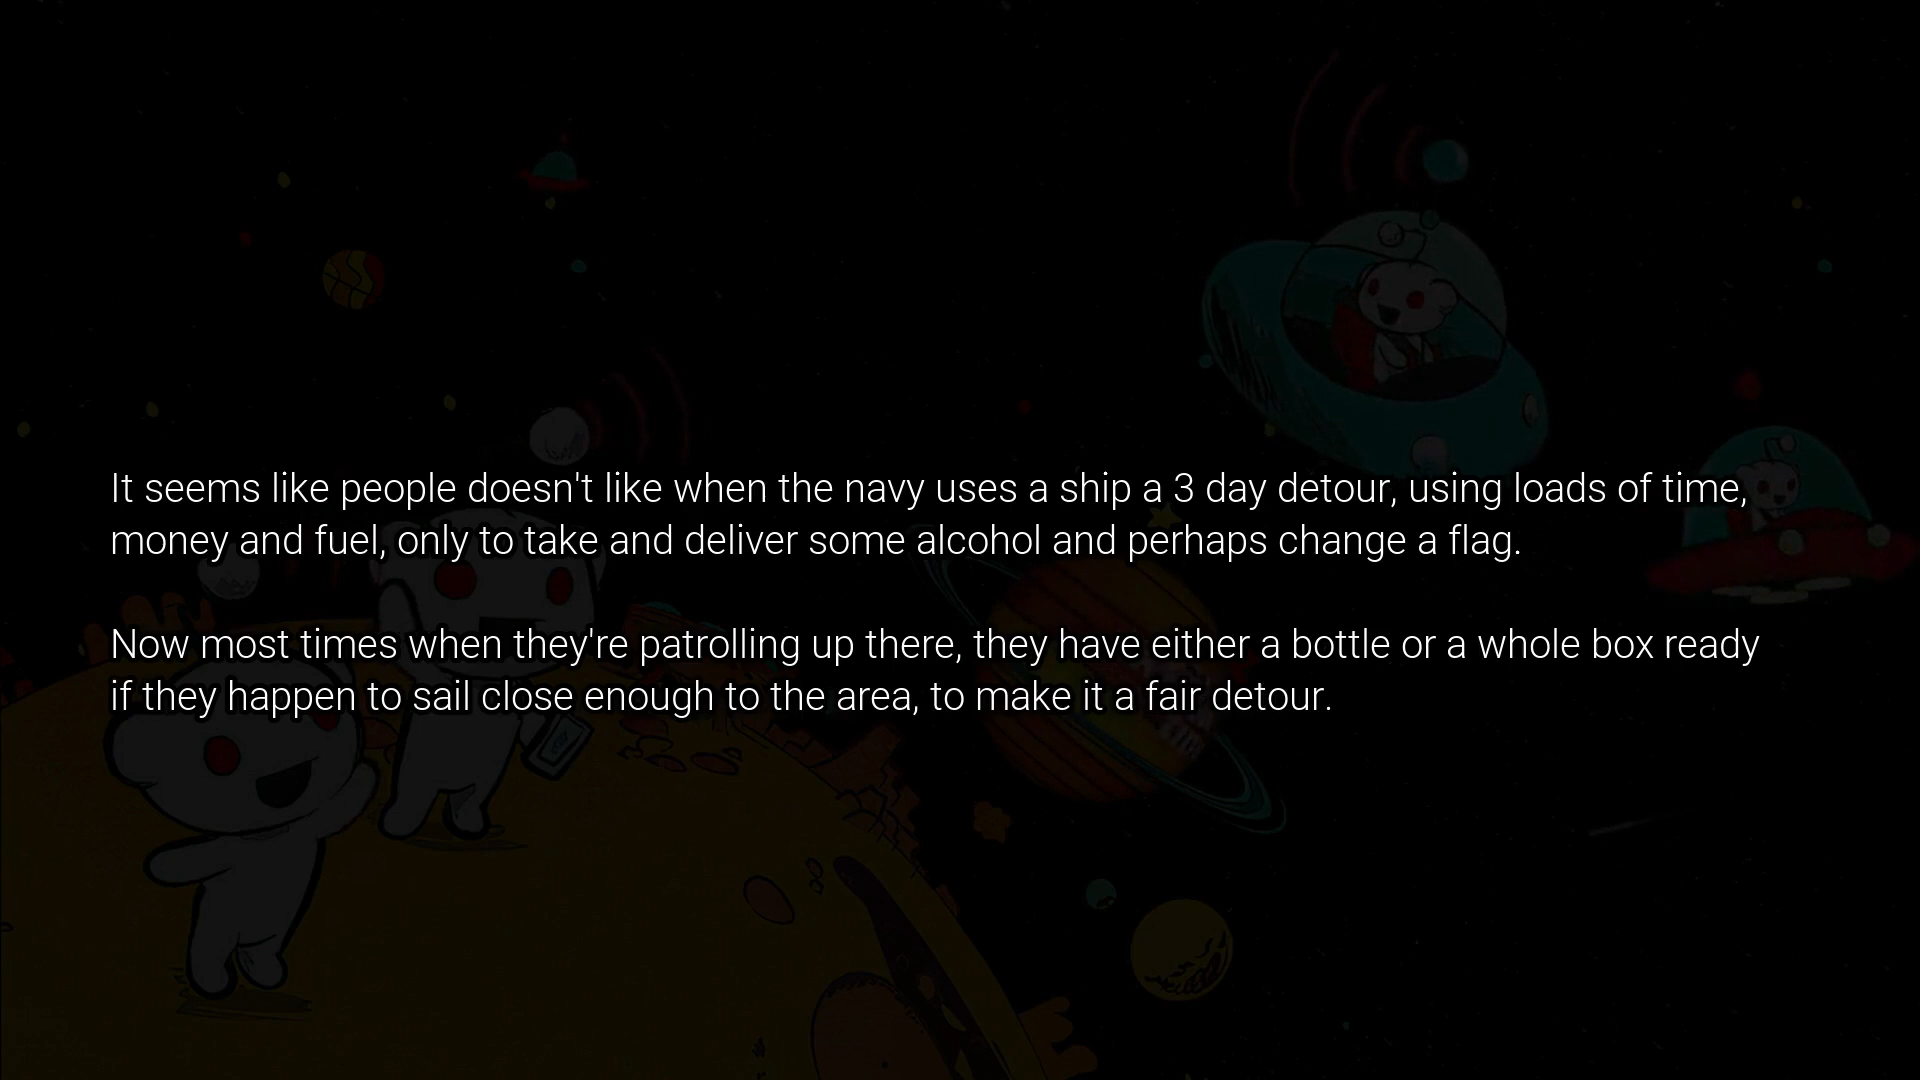 It seems like people doesn't like when the navy uses a ship a 3 day detour, using loads of time,
money and fuel, only to take and deliver some alcohol and perhaps change a flag.
Now most times when they're patrolling up there, they have either a bottle or a whole box ready
if they happen to sail close enough to the area, to make it a fair detour.